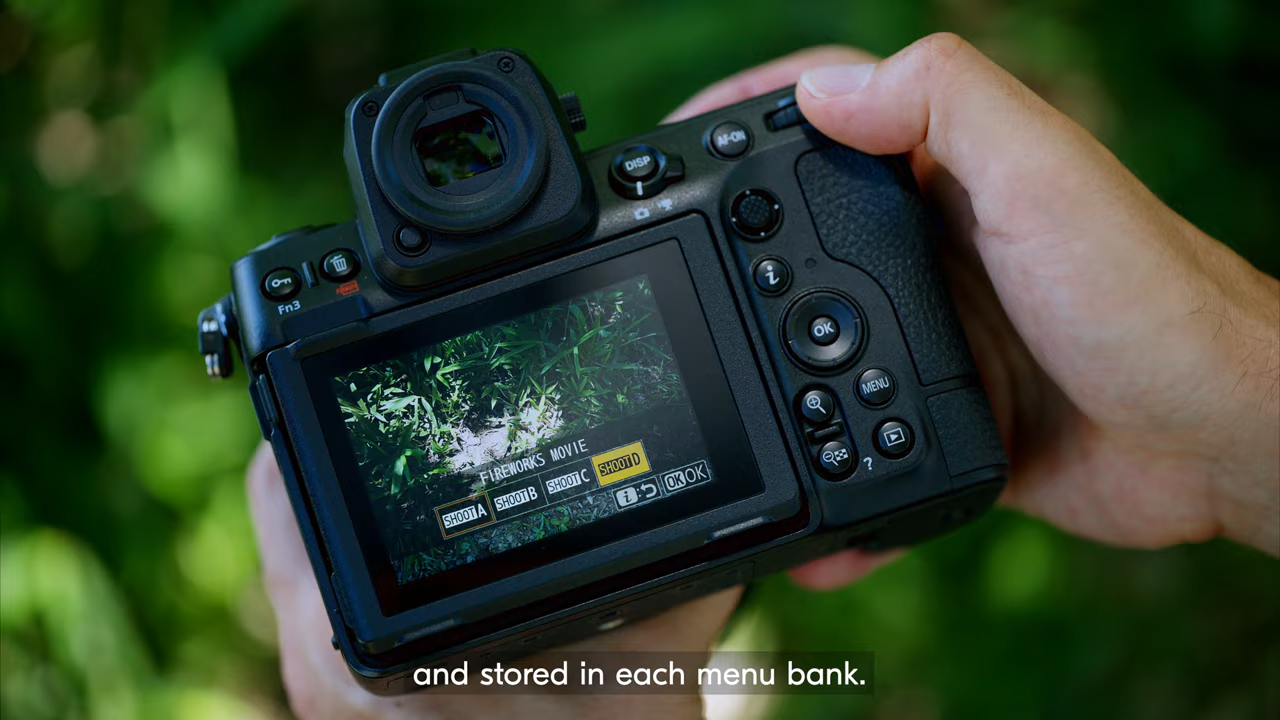 DISP
AF-ON
Fn3
i
OK
MENU
?
FIREWORKS MOVIE
SHOOT A
SHOOT B
SHOOT C
SHOOT D
i
OK OK
and stored in each menu bank.